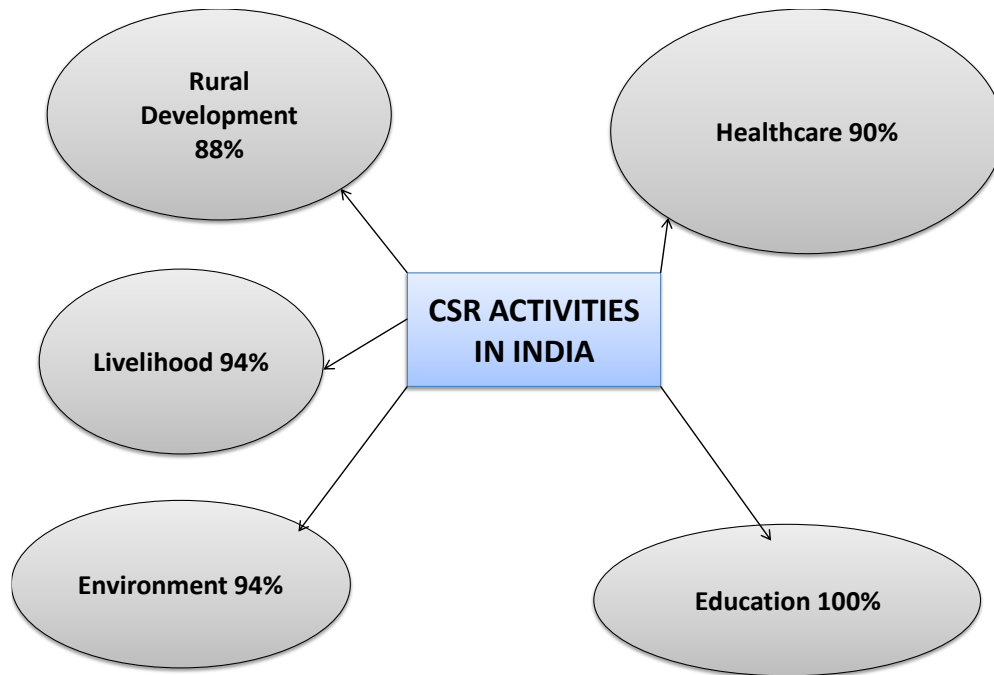 Rural
Development
88%
Healthcare 90%
CSR ACTIVITIES
IN INDIA
Livelihood 94%
Environment 94%
Education 100%